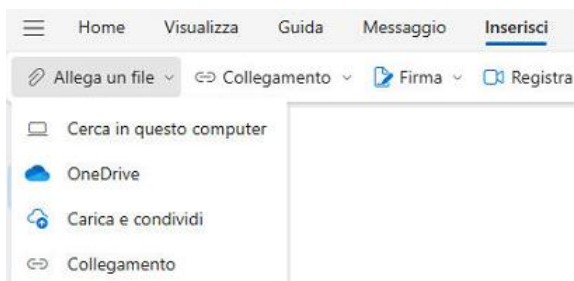 Home Visualizza Guida Messaggio Inserisci
Allega un file Collegamento Firma Registra
Cerca in questo computer
OneDrive
Carica e condividi
Collegamento